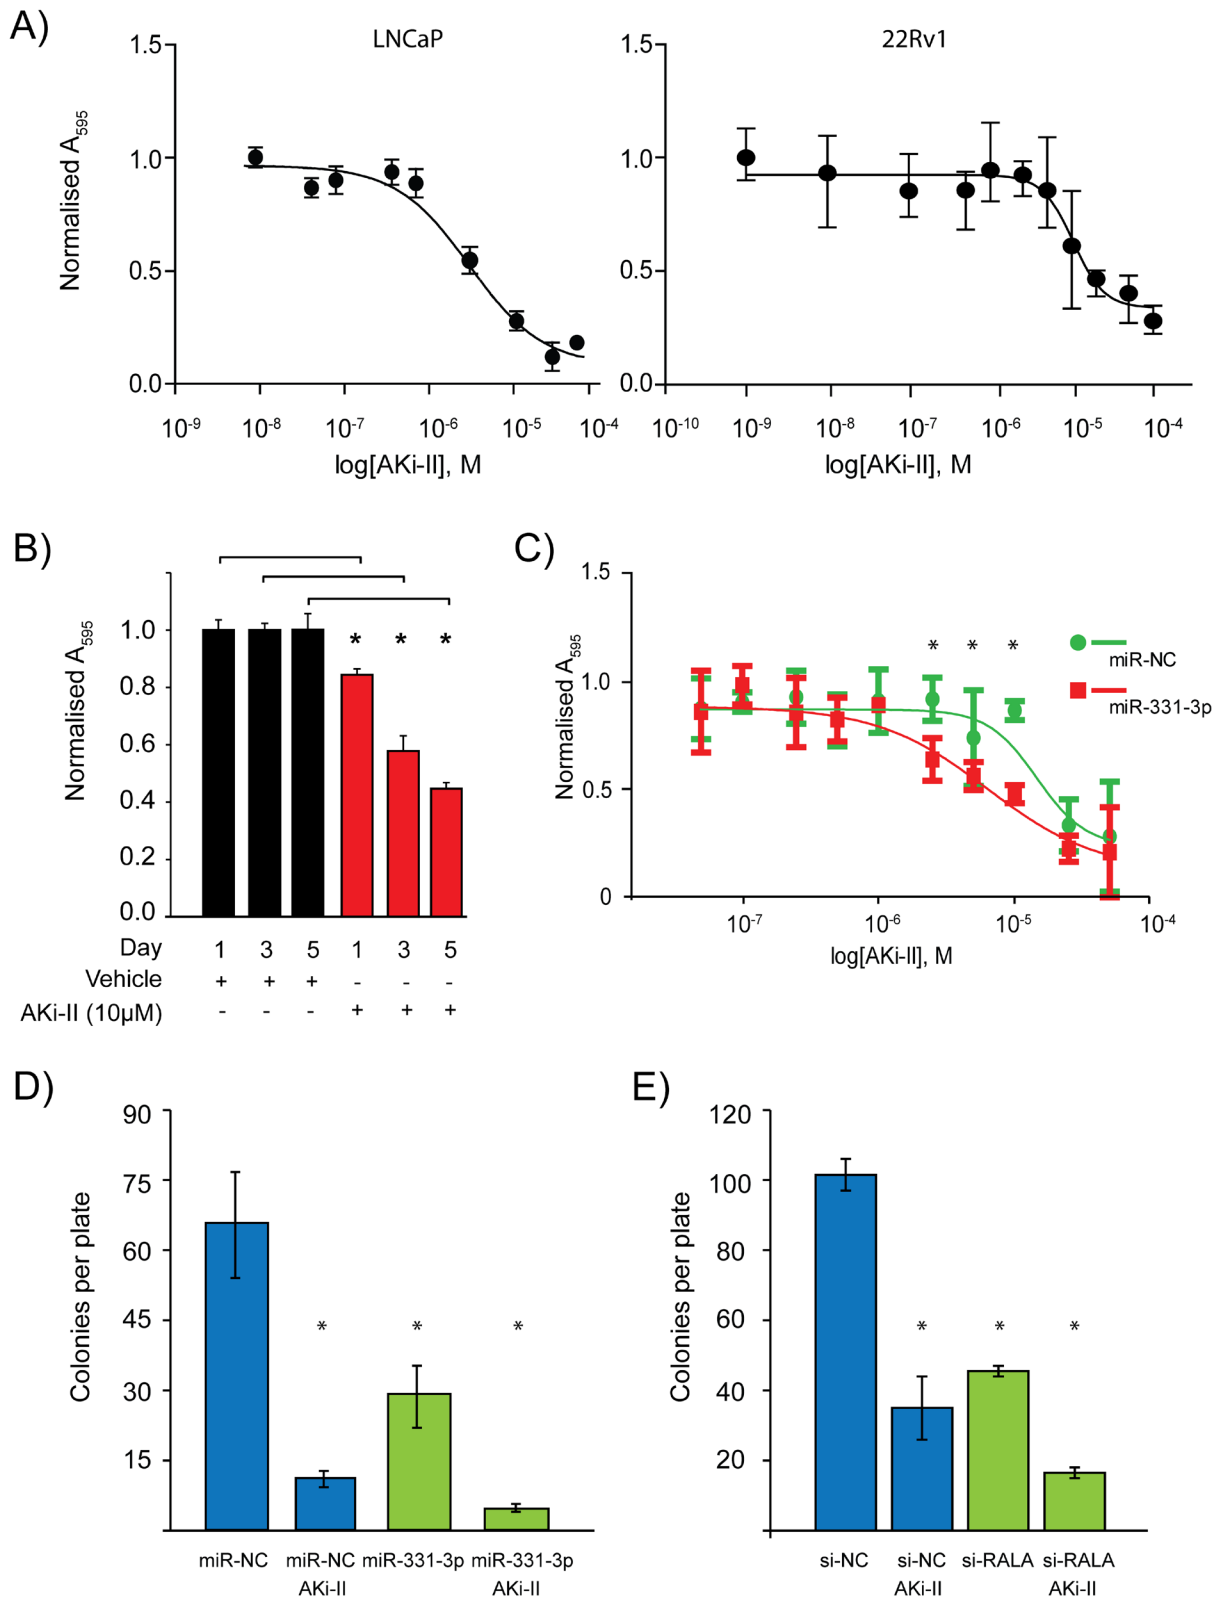 A)
LNCaP
22Rv1
1.5
1.0
0.5
0.0
Normalised A595
10-9
10-8
10-7
10-6
10-5
10-4
log[AKi-II], M
1.5
1.0
0.5
0.0
10-10
10-9
10-8
10-7
10-6
10-5
10-4
log[AKi-II], M
B)
1.0
0.8
0.6
0.4
0.2
0.0
Normalised A595
* * *
Day 1 3 5 1 3 5
Vehicle + + + - - -
AKi-II (10µM) - - - + + +
C)
1.5
1.0
0.5
0
Normalised A595
* * *
miR-NC
miR-331-3p
10-7
10-6
10-5
10-4
log[AKi-II], M
D)
90
75
60
45
30
15
Colonies per plate
* * *
miR-NC
miR-NC
AKi-II
miR-331-3p
miR-331-3p
AKi-II
E)
120
100
80
60
40
20
Colonies per plate
* * *
si-NC
si-NC
AKi-II
si-RALA
si-RALA
AKi-II